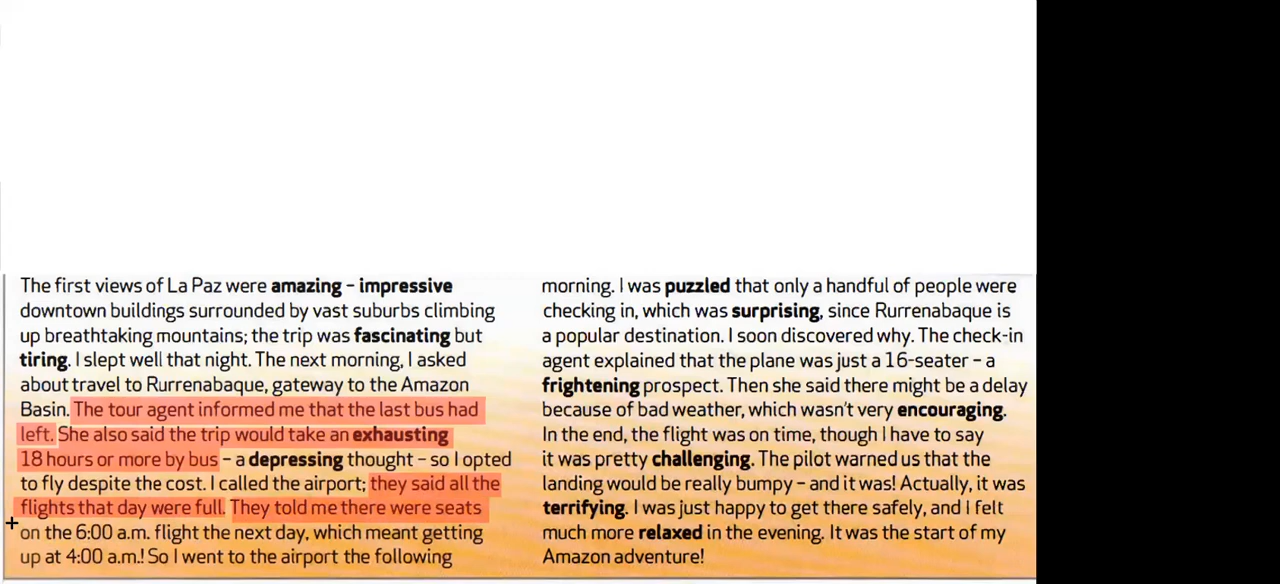 The first views of La Paz were amazing – impressive
downtown buildings surrounded by vast suburbs climbing
up breathtaking mountains; the trip was fascinating but
tiring. I slept well that night. The next morning, I asked
about travel to Rurrenabaque, gateway to the Amazon
Basin. The tour agent informed me that the last bus had
left. She also said the trip would take an exhausting
18 hours or more by bus – a depressing thought – so I opted
to fly despite the cost. I called the airport; they said all the
flights that day were full. They told me there were seats
on the 6:00 a.m. flight the next day, which meant getting
up at 4:00 a.m.! So I went to the airport the following
morning. I was puzzled that only a handful of people were
checking in, which was surprising, since Rurrenabaque is
a popular destination. I soon discovered why. The check-in
agent explained that the plane was just a 16-seater – a
frightening prospect. Then she said there might be a delay
because of bad weather, which wasn't very encouraging.
In the end, the flight was on time, though I have to say
it was pretty challenging. The pilot warned us that the
landing would be really bumpy – and it was! Actually, it was
terrifying. I was just happy to get there safely, and I felt
much more relaxed in the evening. It was the start of my
Amazon adventure!